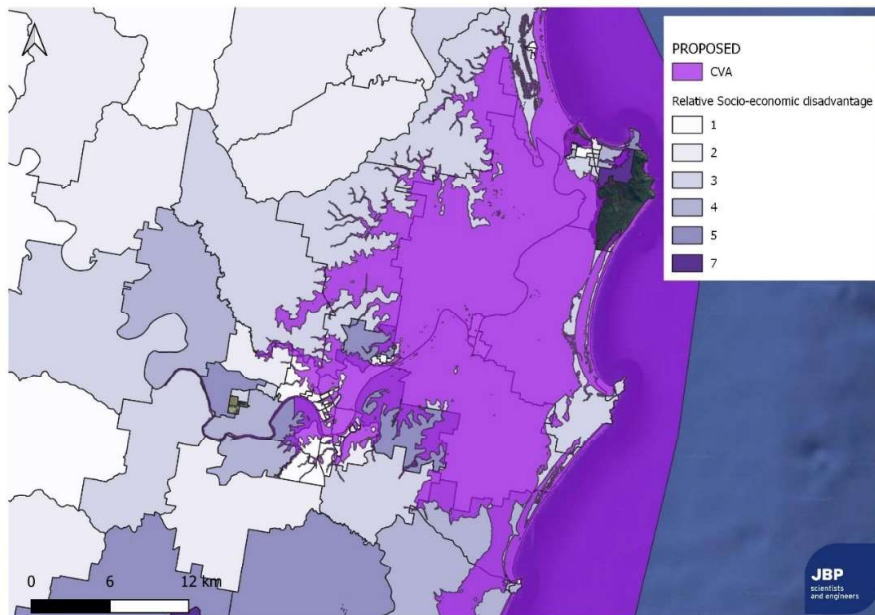 PROPOSED
CVA
Relative Socio-economic disadvantage
1
2
3
4
5
7
0 6 12 km
JBP
scientists
and engineers